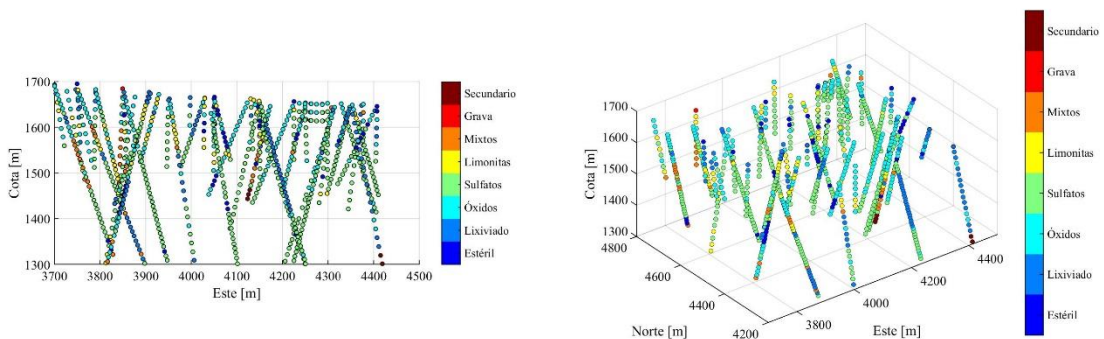 1700
1600
1500
1400
1300
3700 3800 3900 4000 4100 4200 4300 4400 4500
Cota [m]
Este [m]
Secundario
Grava
Mixtos
Limonitas
Sulfatos
Óxidos
Lixiviado
Estéril
1700
1600
1500
1400
1300
4800
4600
4400
4200
3800
4000
4200
4400
Cota [m]
Norte [m]
Este [m]
Secundario
Grava
Mixtos
Limonitas
Sulfatos
Óxidos
Lixiviado
Estéril